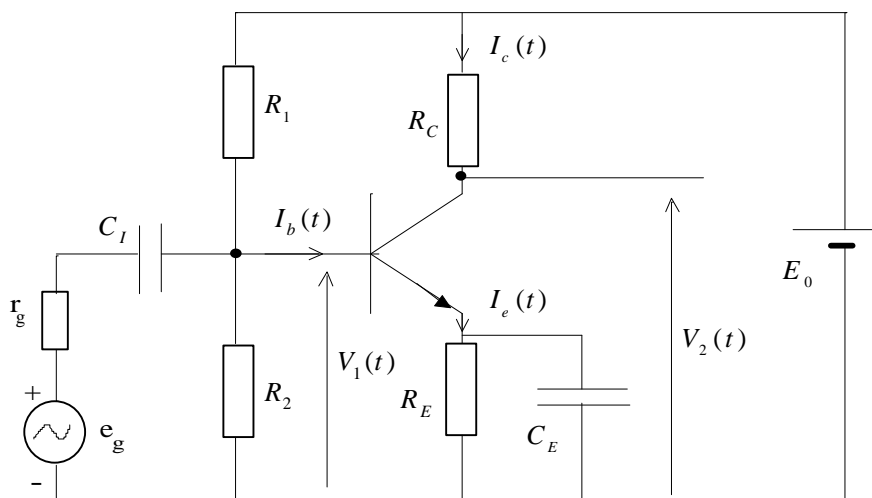 I_c(t)
R_1
R_C
C_I
I_b(t)
E_0
r_g
I_e(t)
V_1(t)
V_2(t)
+
R_2
R_E
e_g
C_E
-